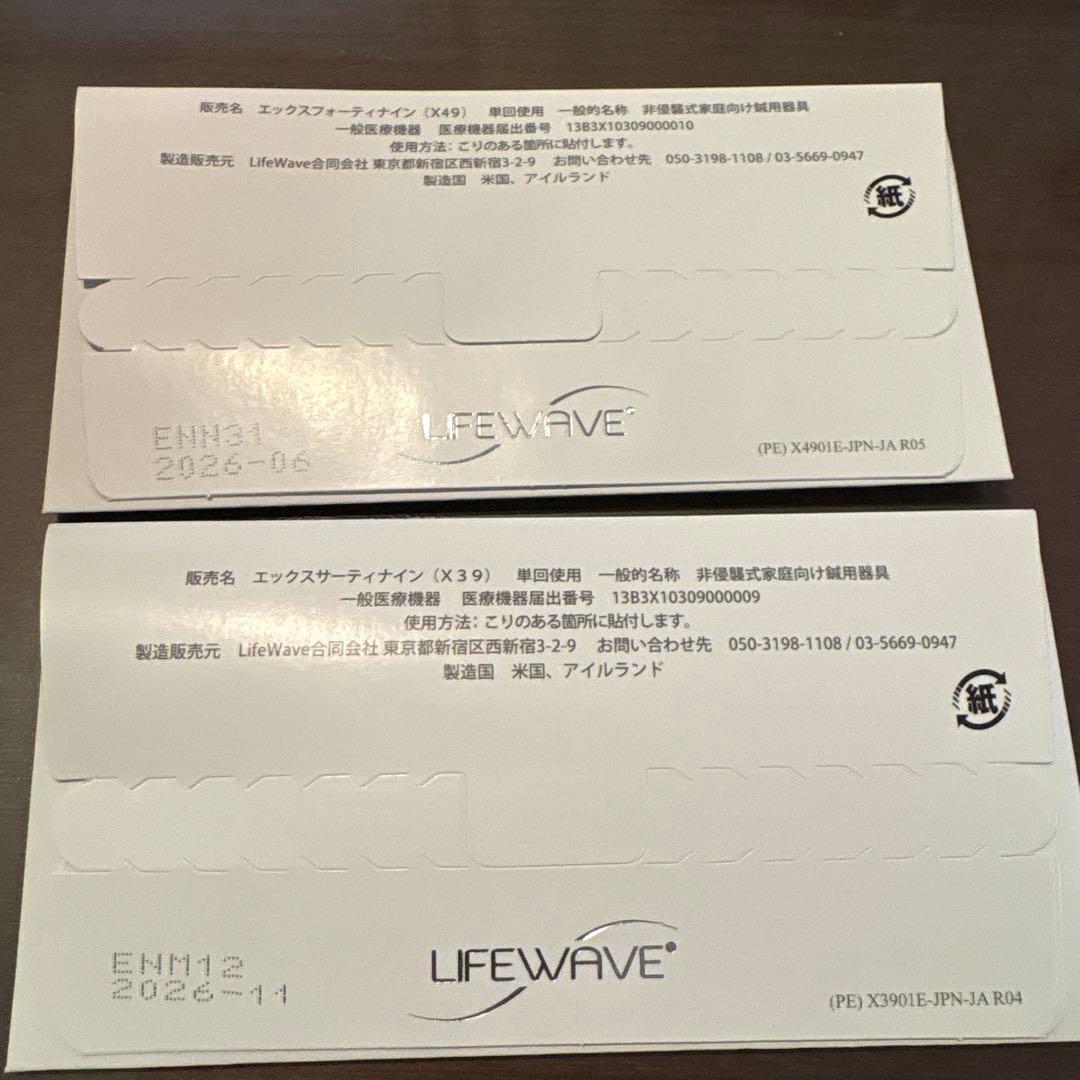 販売名 エックスフォーティナイン（X49） 単回使用 一般的名称 非侵襲式家庭向け鍼用器具
一般医療機器 医療機器届出番号 13B3X10309000010
使用方法：こりのある箇所に貼付します。
製造販売元 LifeWave合同会社 東京都新宿区西新宿3-2-9 お問い合わせ先 050-3198-1108 / 03-5669-0947
製造国 米国、アイルランド
紙
LIFEWAVE
ENN31
2026-06
(PE) X4901E-JPN-JA R05
販売名 エックスサーティナイン（X３９） 単回使用 一般的名称 非侵襲式家庭向け鍼用器具
一般医療機器 医療機器届出番号 13B3X10309000009
使用方法：こりのある箇所に貼付します。
製造販売元 LifeWave合同会社 東京都新宿区西新宿3-2-9 お問い合わせ先 050-3198-1108 / 03-5669-0947
製造国 米国、アイルランド
紙
LIFEWAVE
ENM12
2026-11
(PE) X3901E-JPN-JA R04